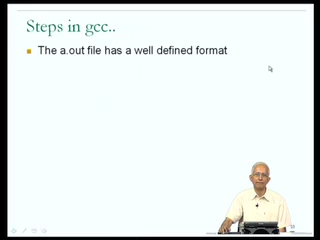 Steps in gcc..
The a.out file has a well defined format